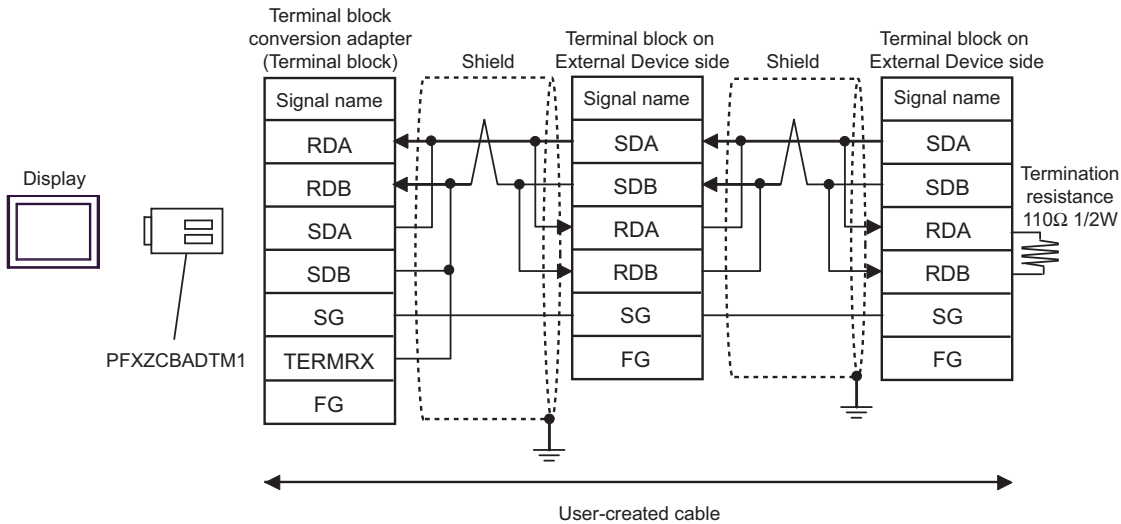 Terminal block
conversion adapter
(Terminal block)
Shield
Terminal block on
External Device side
Shield
Terminal block on
External Device side
Display
PFXZCBADTM1
Signal name
RDA
RDB
SDA
SDB
SG
TERMRX
FG
Signal name
SDA
SDB
RDA
RDB
SG
FG
Signal name
SDA
SDB
RDA
RDB
SG
FG
Termination
resistance
110Ω 1/2W
User-created cable